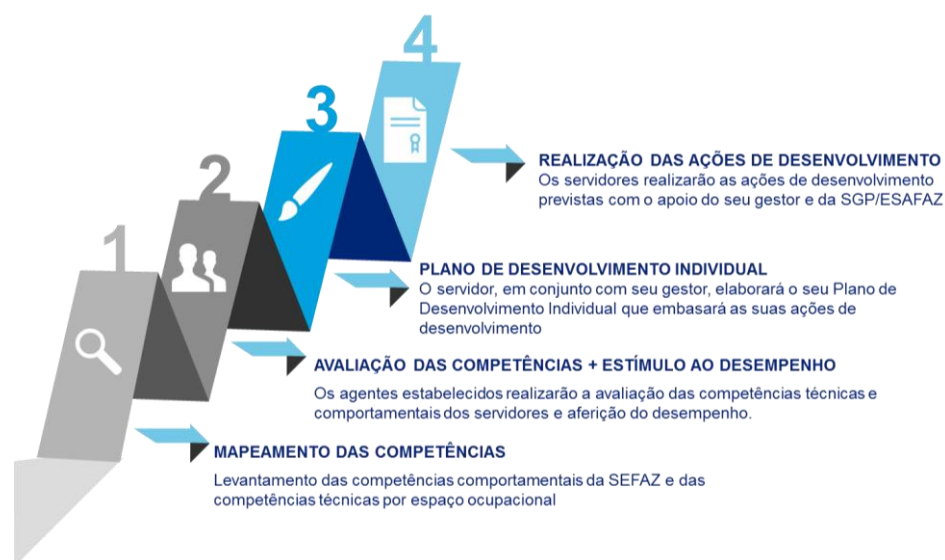 4
REALIZAÇÃO DAS AÇÕES DE DESENVOLVIMENTO
Os servidores realizarão as ações de desenvolvimento
previstas com o apoio do seu gestor e da SGP/ESAFAZ
3
PLANO DE DESENVOLVIMENTO INDIVIDUAL
O servidor, em conjunto com seu gestor, elaborará o seu Plano de
Desenvolvimento Individual que embasará as suas ações de
desenvolvimento
2
AVALIAÇÃO DAS COMPETÊNCIAS + ESTÍMULO AO DESEMPENHO
Os agentes estabelecidos realizarão a avaliação das competências técnicas e
comportamentais dos servidores e aferição do desempenho.
1
MAPEAMENTO DAS COMPETÊNCIAS
Levantamento das competências comportamentais da SEFAZ e das
competências técnicas por espaço ocupacional